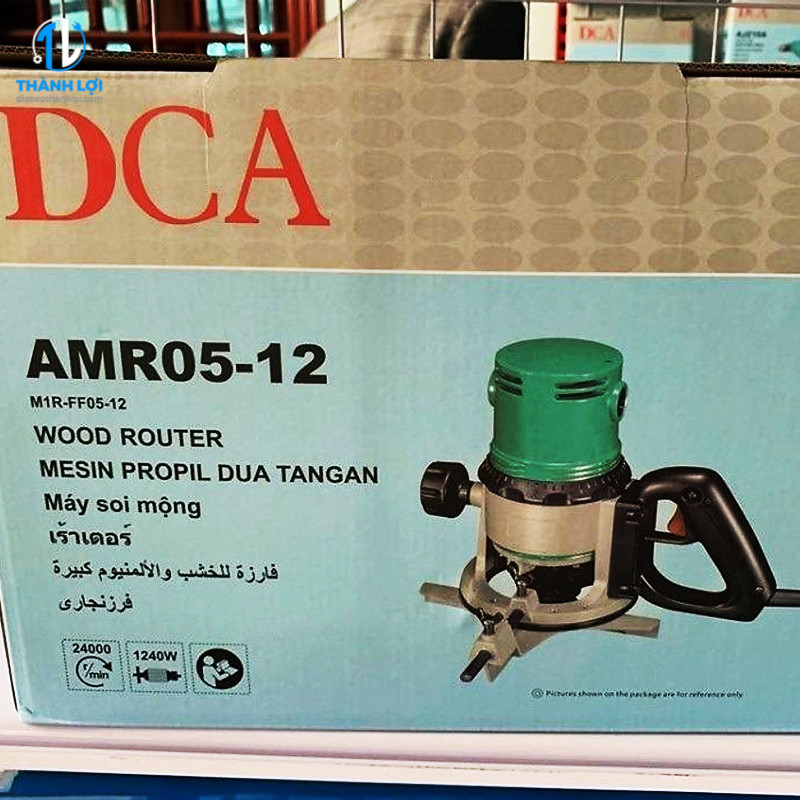 THÀNH LỢI
DCA
DCA
AMR05-12
M1R-FF05-12
WOOD ROUTER
MESIN PROPIL DUA TANGAN
Máy soi mộng
เร้าเตอร์
فارزة للخشب والألمنيوم كبيرة
فرزنجاری
24000
r/min
1240W
Pictures shown on the package are for reference only.